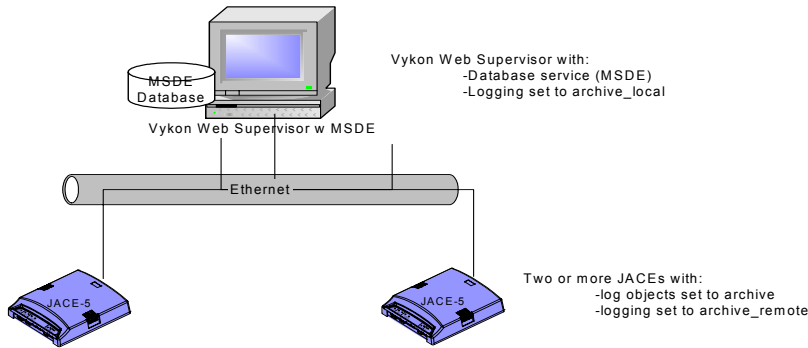 MSDE
Database
Vykon Web Supervisor with:
-Database service (MSDE)
-Logging set to archive_local
Vykon Web Supervisor w MSDE
Ethernet
JACE-5
JACE-5
Two or more JACEs with:
-log objects set to archive
-logging set to archive_remote